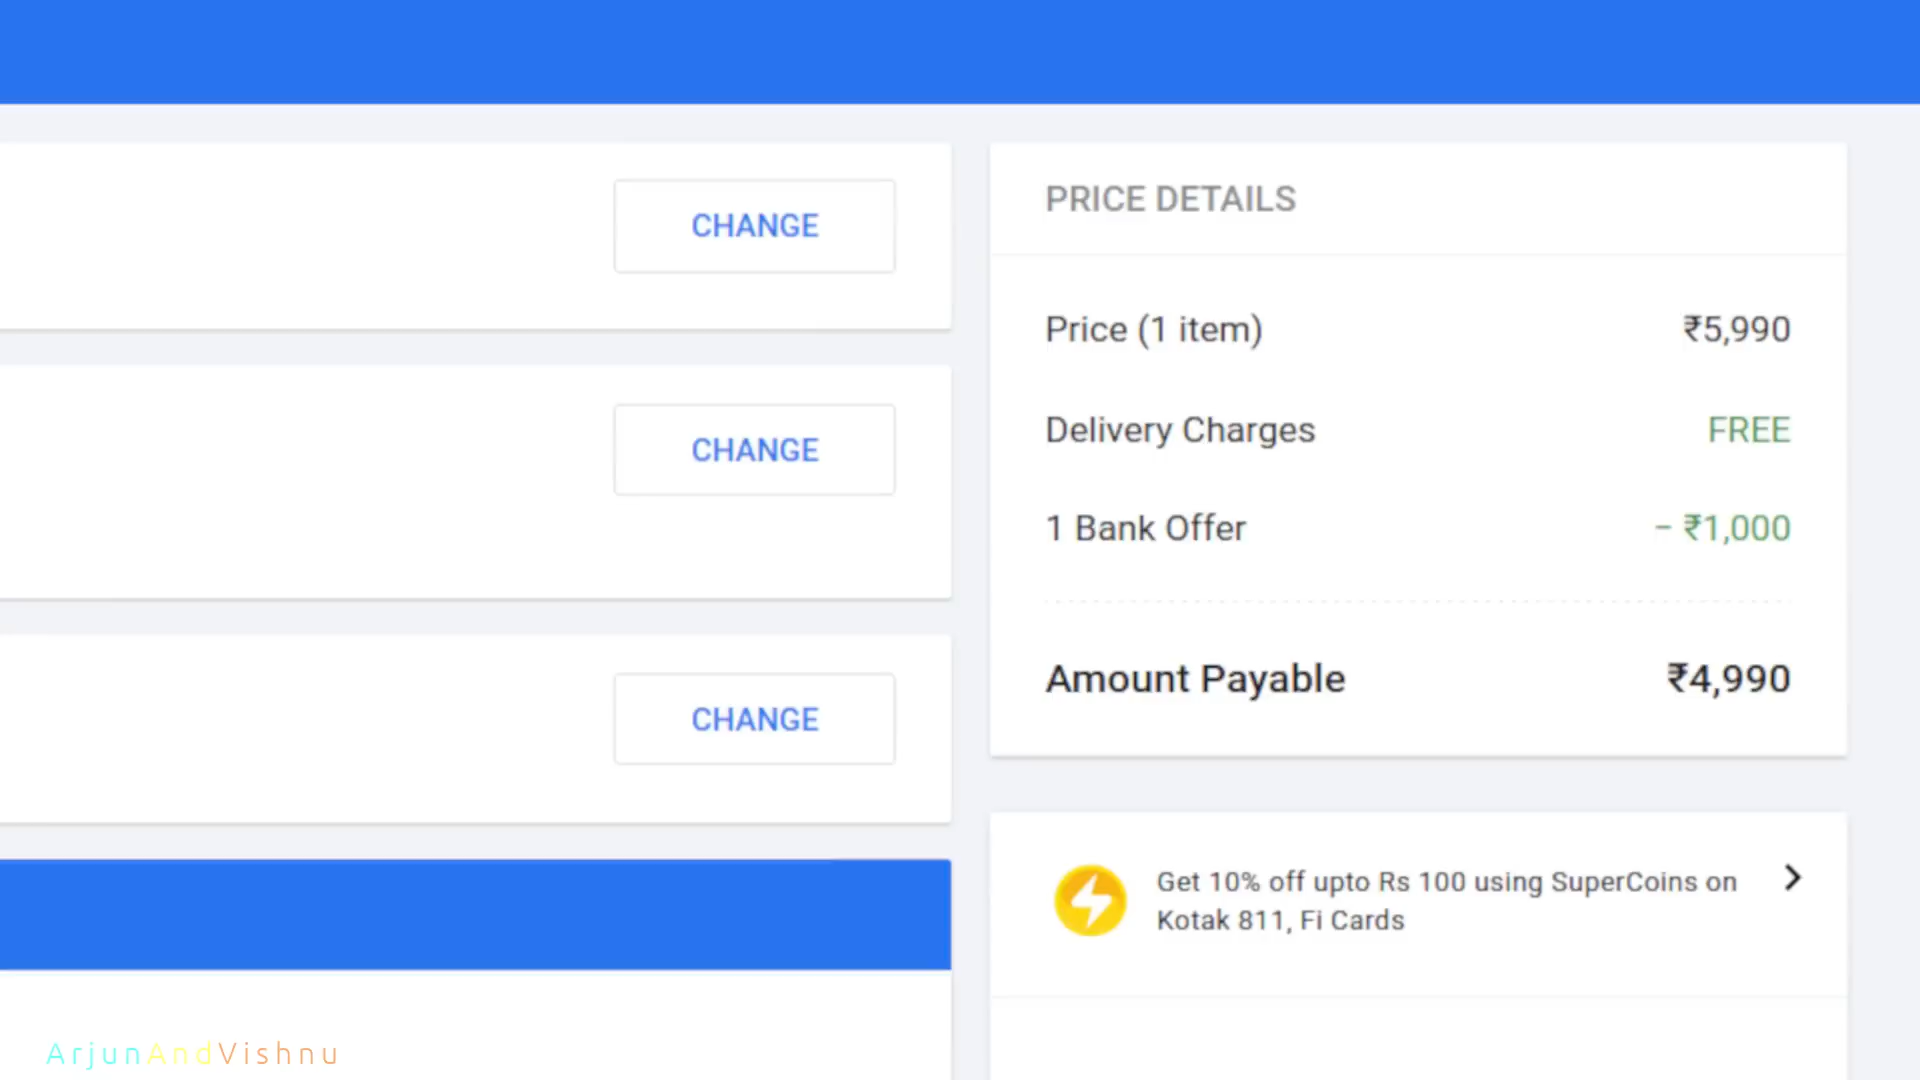 CHANGE
CHANGE
CHANGE
PRICE DETAILS
Price (1 item) ₹5,990
Delivery Charges FREE
1 Bank Offer − ₹1,000
Amount Payable ₹4,990
Get 10% off upto Rs 100 using SuperCoins on
Kotak 811, Fi Cards
ArjunAndVishnu